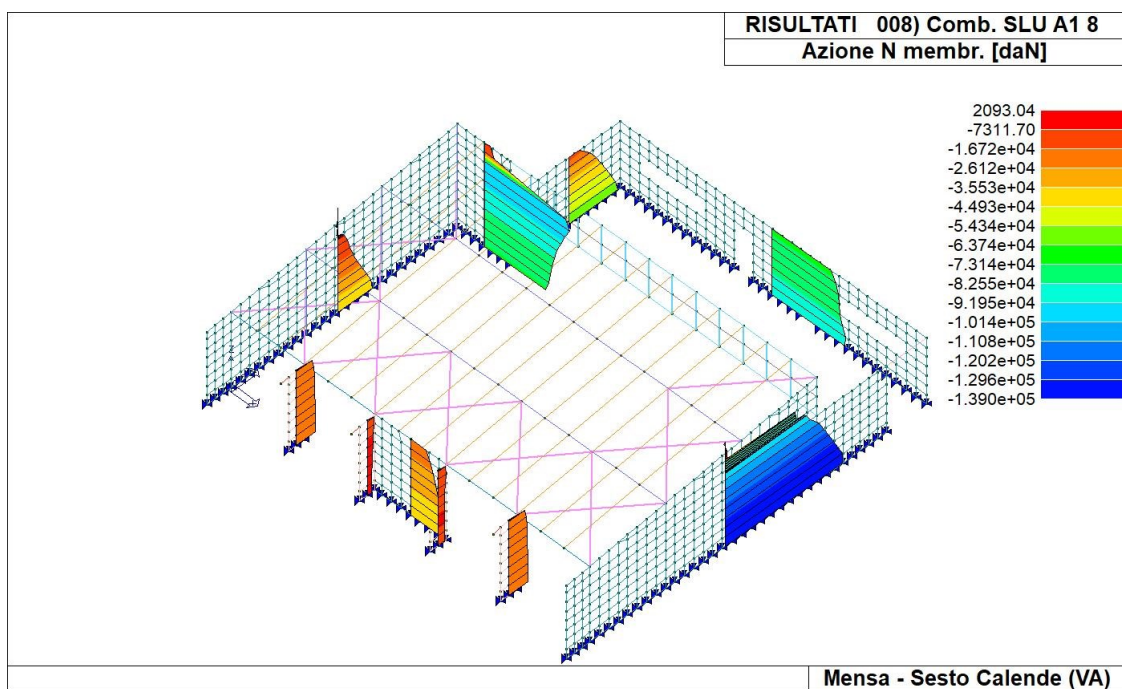 RISULTATI 008) Comb. SLU A1 8
Azione N membr. [daN]
2093.04
-7311.70
-1.672e+04
-2.612e+04
-3.553e+04
-4.493e+04
-5.434e+04
-6.374e+04
-7.314e+04
-8.255e+04
-9.195e+04
-1.014e+05
-1.108e+05
-1.202e+05
-1.296e+05
-1.390e+05
Z
Mensa - Sesto Calende (VA)